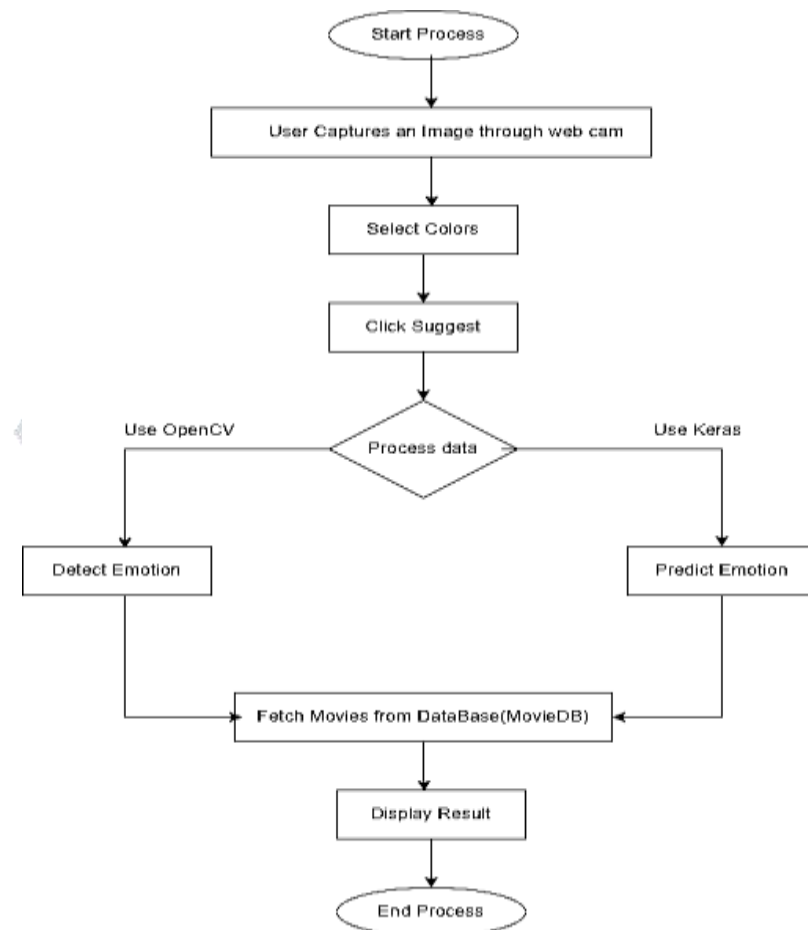 Start Process
User Captures an Image through web cam
Select Colors
Click Suggest
Use OpenCV
Process data
Use Keras
Detect Emotion
Predict Emotion
Fetch Movies from DataBase(MovieDB)
Display Result
End Process